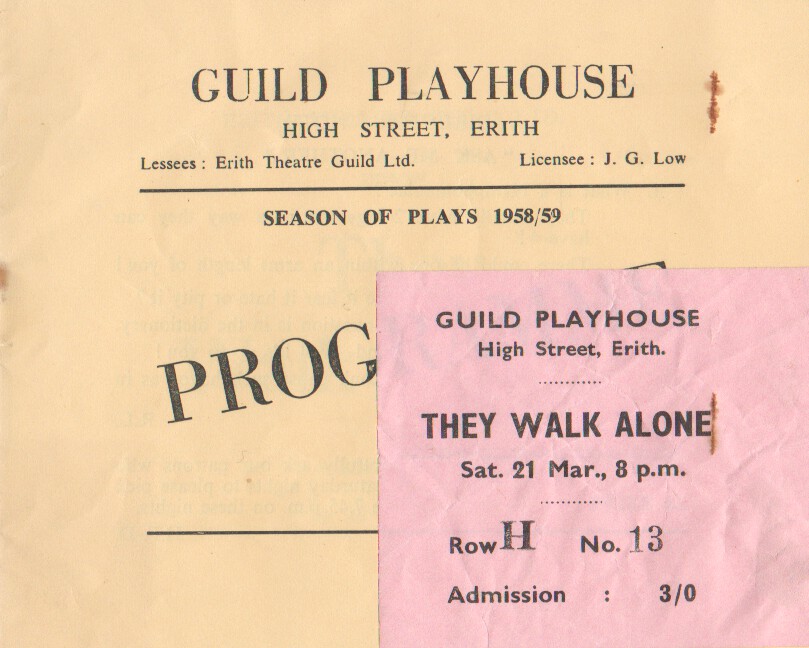 GUILD PLAYHOUSE
HIGH STREET, ERITH
Lessees : Erith Theatre Guild Ltd. Licensee : J. G. Low
SEASON OF PLAYS 1958/59
PROG
GUILD PLAYHOUSE
High Street, Erith.
THEY WALK ALONE
Sat. 21 Mar., 8 p.m.
Row H No. 13
Admission : 3/0